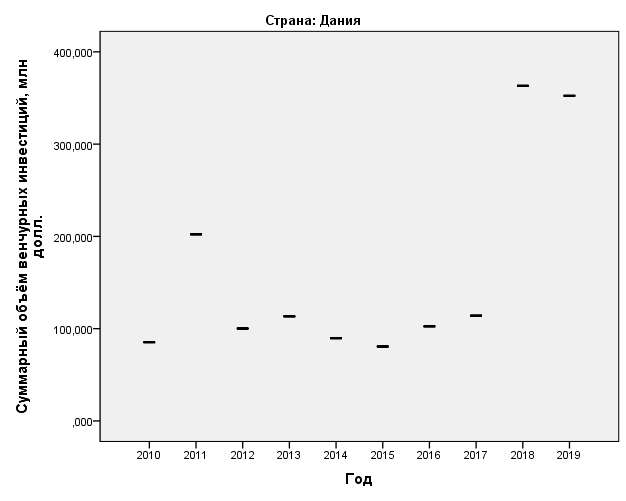 Страна: Дания
Суммарный объём венчурных инвестиций, млн
долл.
400,000
300,000
200,000
100,000
,000
2010 2011 2012 2013 2014 2015 2016 2017 2018 2019
Год